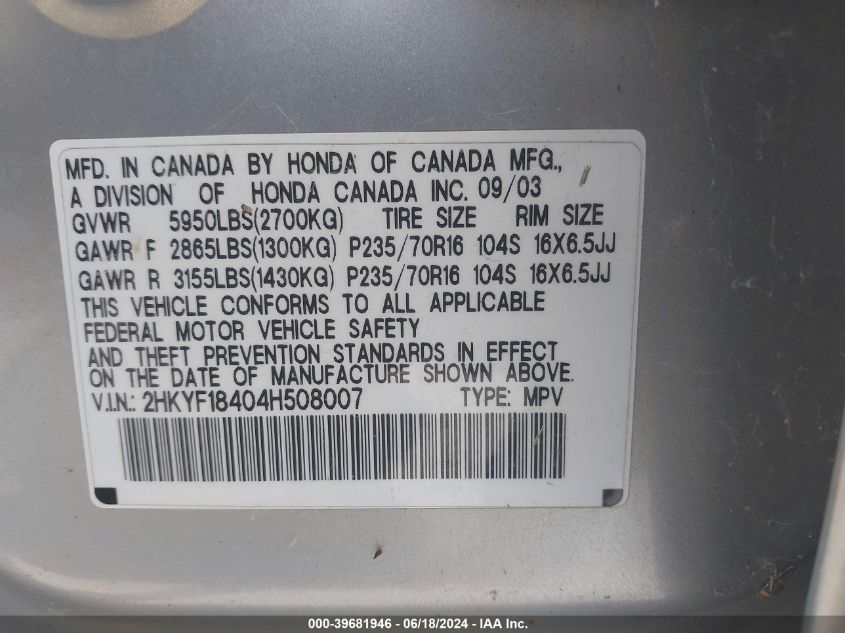 MFD. IN CANADA BY HONDA OF CANADA MFG.,
A DIVISION OF HONDA CANADA INC. 09/03
GVWR 5950LBS(2700KG) TIRE SIZE RIM SIZE
GAWR F 2865LBS(1300KG) P235/70R16 104S 16X6.5JJ
GAWR R 3155LBS(1430KG) P235/70R16 104S 16X6.5JJ
THIS VEHICLE CONFORMS TO ALL APPLICABLE
FEDERAL MOTOR VEHICLE SAFETY
AND THEFT PREVENTION STANDARDS IN EFFECT
ON THE DATE OF MANUFACTURE SHOWN ABOVE.
V.I.N.: 2HKYF18404H508007 TYPE: MPV
000-39681946 - 06/18/2024 - IAA Inc.